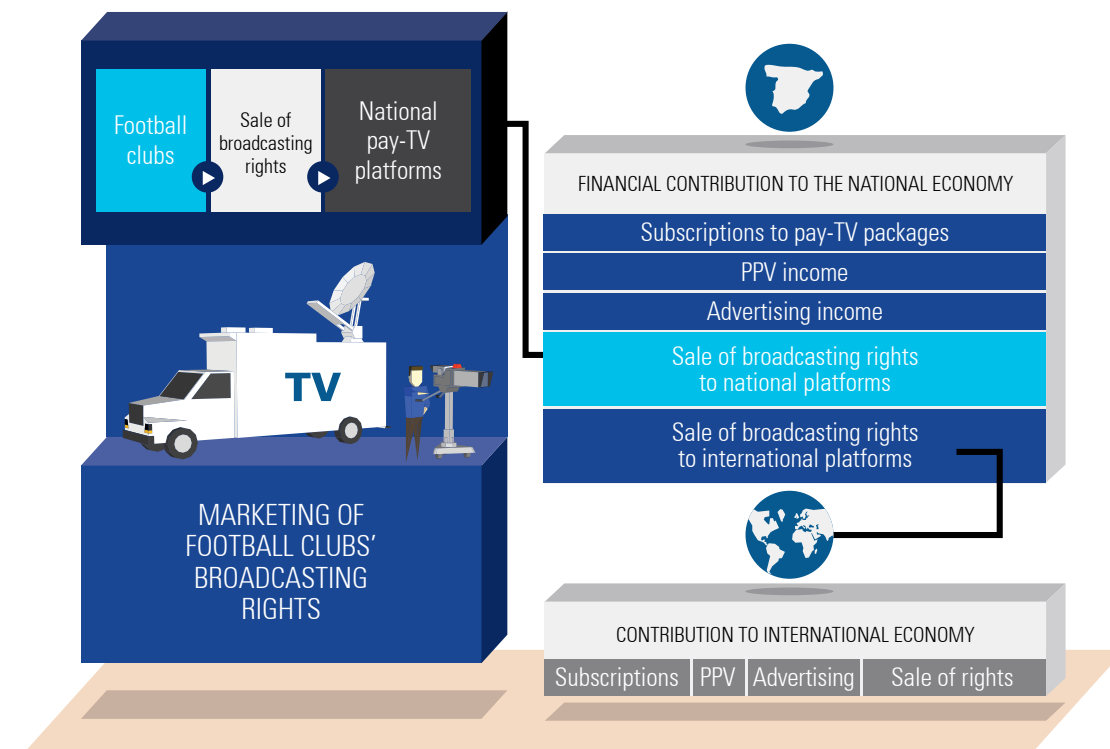 Football
clubs
Sale of
broadcasting
rights
National
pay-TV
platforms
TV
MARKETING OF
FOOTBALL CLUBS’
BROADCASTING
RIGHTS
FINANCIAL CONTRIBUTION TO THE NATIONAL ECONOMY
Subscriptions to pay-TV packages
PPV income
Advertising income
Sale of broadcasting rights
to national platforms
Sale of broadcasting rights
to international platforms
CONTRIBUTION TO INTERNATIONAL ECONOMY
Subscriptions PPV Advertising Sale of rights